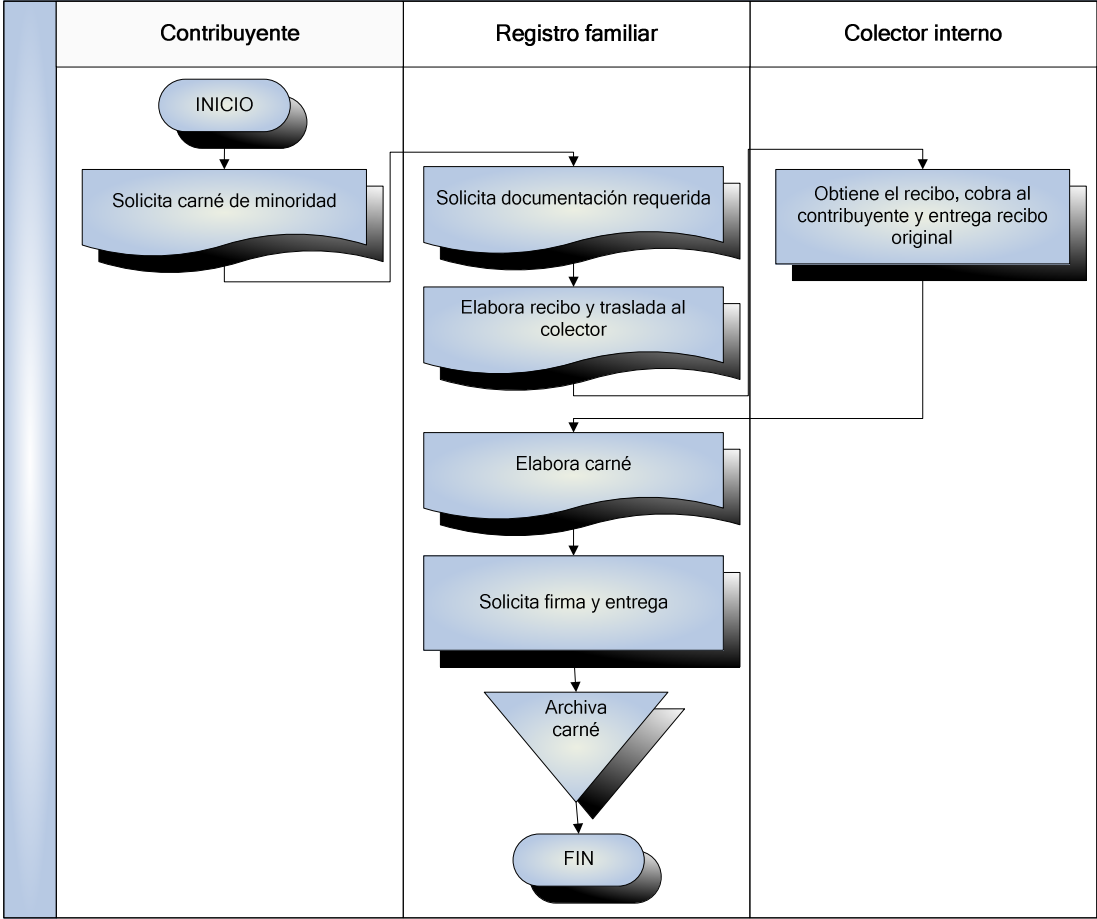 Contribuyente
Registro familiar
Colector interno
INICIO
Solicita carné de minoridad
Solicita documentación requerida
Obtiene el recibo, cobra al
contribuyente y entrega recibo
original
Elabora recibo y traslada al
colector
Elabora carné
Solicita firma y entrega
Archiva
carné
FIN